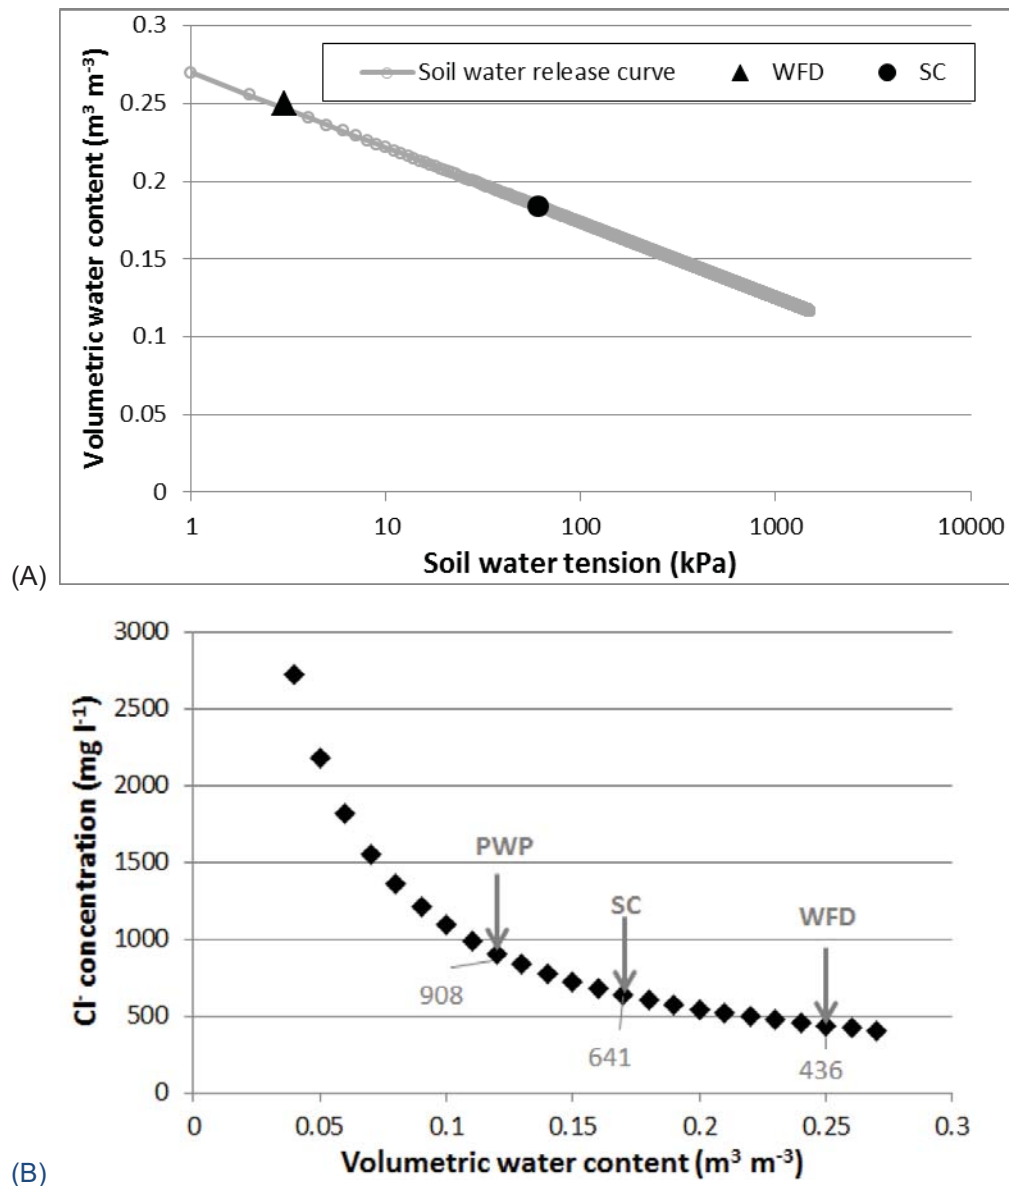 0.3
Soil water release curve WFD SC
0.25
0.2
0.15
0.1
0.05
0
Volumetric water content (m³ m⁻³)
1 10 100 1000 10000
Soil water tension (kPa)
(A)
3000
2500
2000
1500
1000
500
0
Cl⁻ concentration (mg l⁻¹)
PWP
SC
WFD
908
641
436
0 0.05 0.1 0.15 0.2 0.25 0.3
Volumetric water content (m³ m⁻³)
(B)